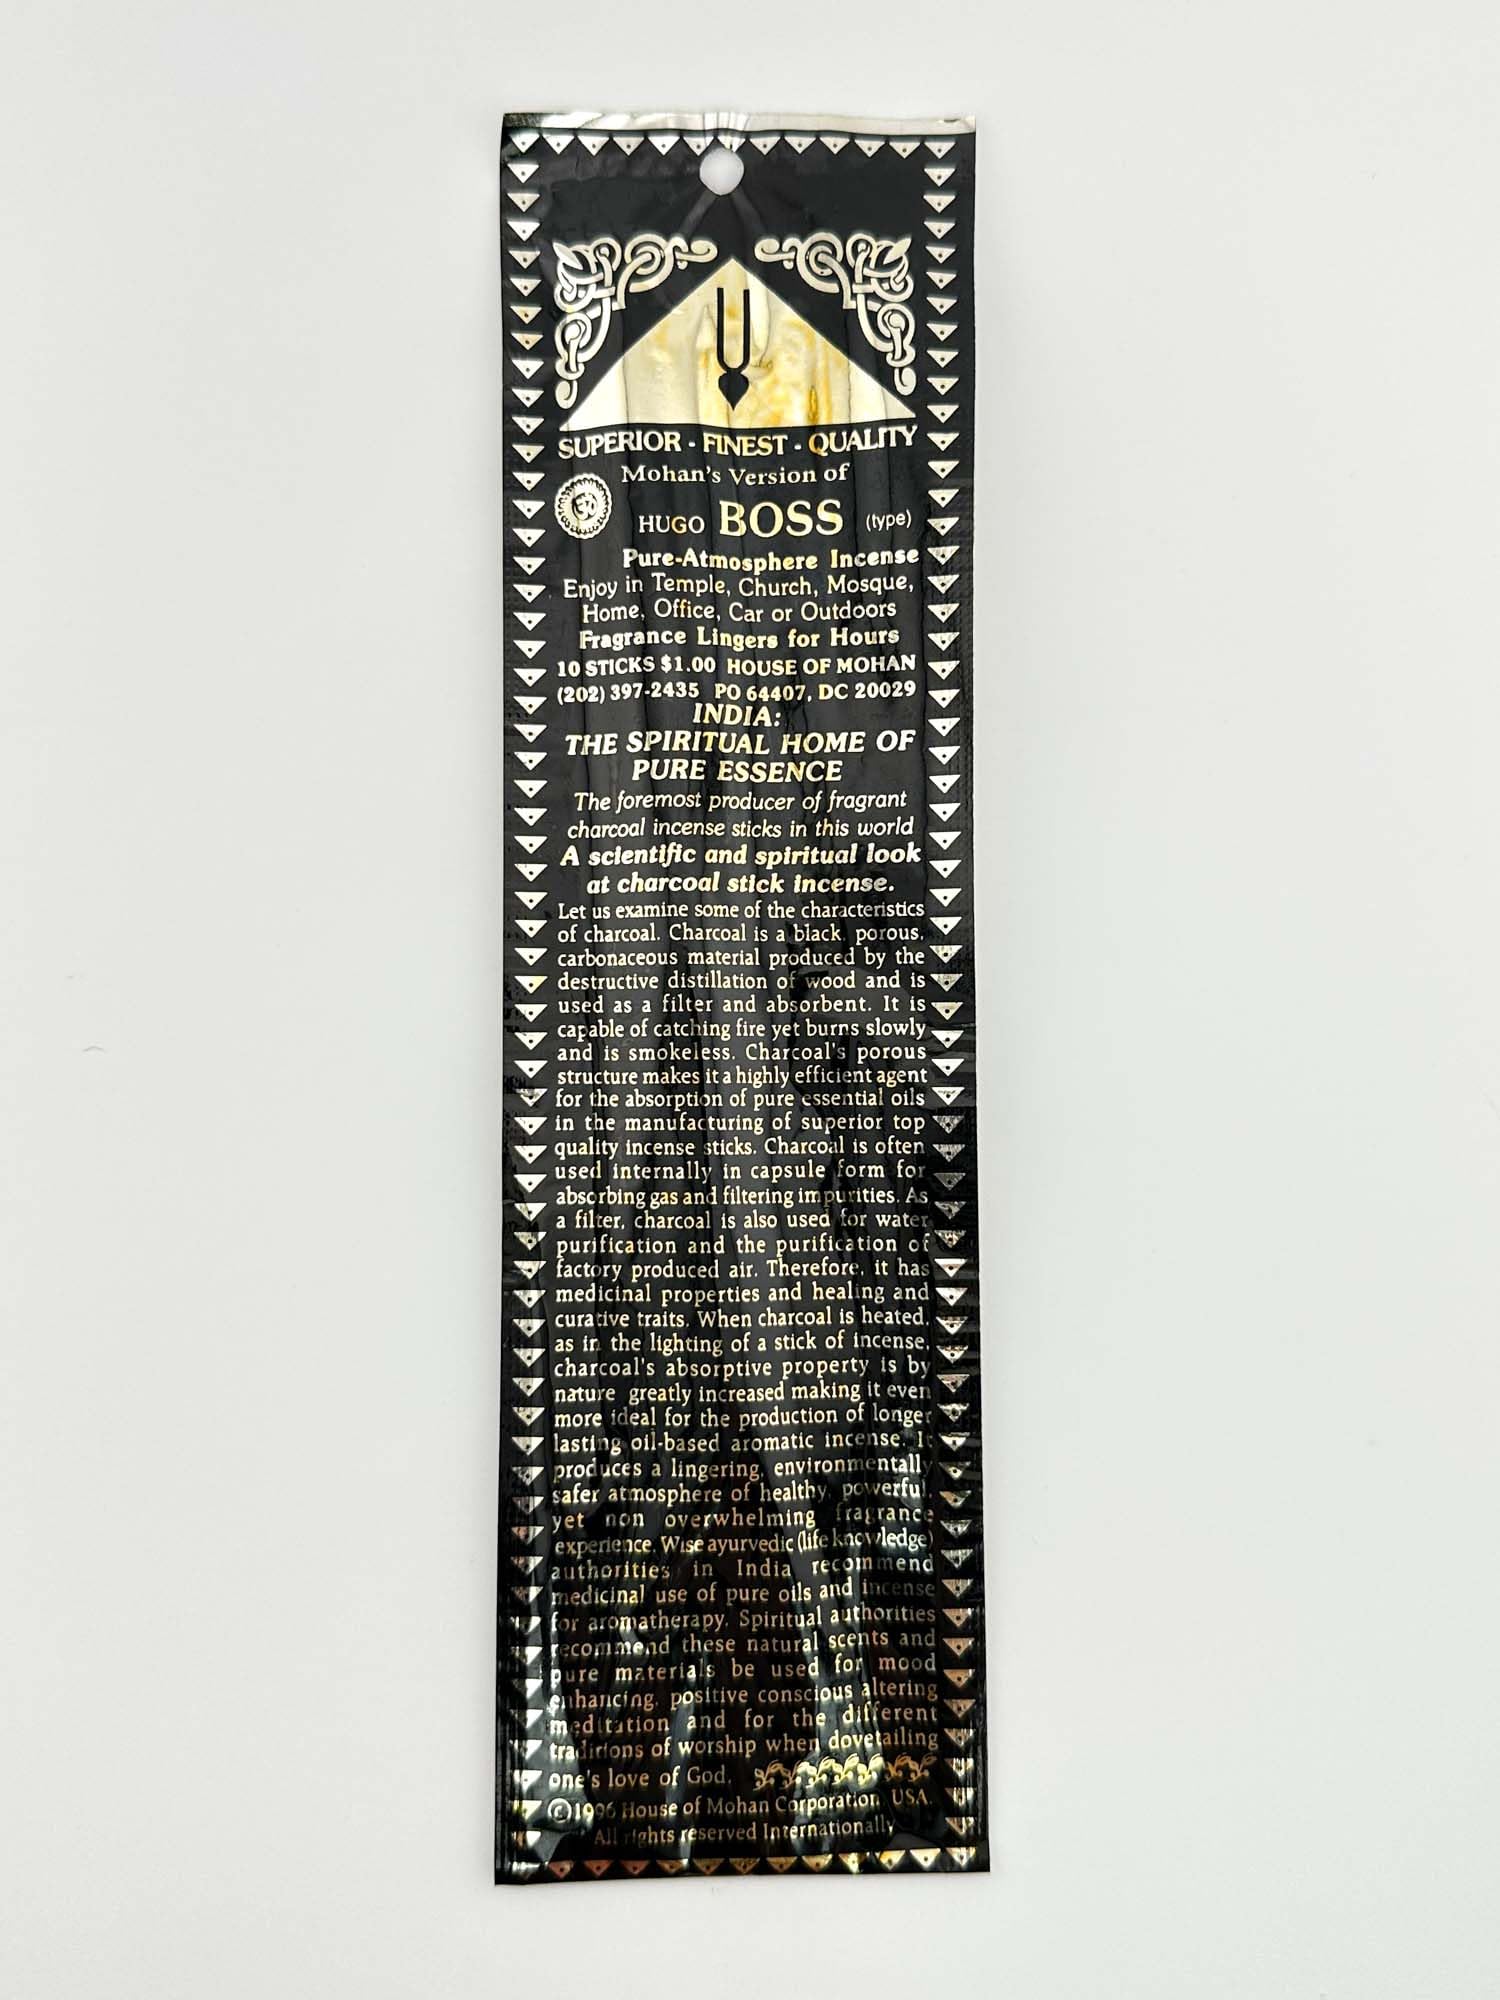 SUPERIOR - FINEST - QUALITY
Mohan's Version of
ॐ
HUGO BOSS (type)
Pure-Atmosphere Incense
Enjoy in Temple, Church, Mosque,
Home, Office, Car or Outdoors
Fragrance Lingers for Hours
10 STICKS $1.00 HOUSE OF MOHAN
(202) 397-2435 PO 64407, DC 20029
INDIA:
THE SPIRITUAL HOME OF
PURE ESSENCE
The foremost producer of fragrant
charcoal incense sticks in this world
A scientific and spiritual look
at charcoal stick incense.
Let us examine some of the characteristics
of charcoal. Charcoal is a black, porous,
carbonaceous material produced by the
destructive distillation of wood and is
used as a filter and absorbent. It is
capable of catching fire yet burns slowly
and is smokeless. Charcoal's porous
structure makes it a highly efficient agent
for the absorption of pure essential oils
in the manufacturing of superior top
quality incense sticks. Charcoal is often
used internally in capsule form for
absorbing gas and filtering impurities. As
a filter, charcoal is also used for water
purification and the purification of
factory produced air. Therefore, it has
medicinal properties and healing and
curative traits. When charcoal is heated,
as in the lighting of a stick of incense,
charcoal's absorptive property is by
nature greatly increased making it even
more ideal for the production of longer
lasting oil-based aromatic incense. It
produces a lingering, environmentally
safer atmosphere of healthy, powerful,
yet non overwhelming fragrance
experience. Wise ayurvedic (life knowledge)
authorities in India recommend
medicinal use of pure oils and incense
for aromatherapy. Spiritual authorities
recommend these natural scents and
pure materials be used for mood
enhancing, positive conscious altering
meditation and for the different
traditions of worship when dovetailing
one's love of God.
©1996 House of Mohan Corporation, USA.
All rights reserved Internationally